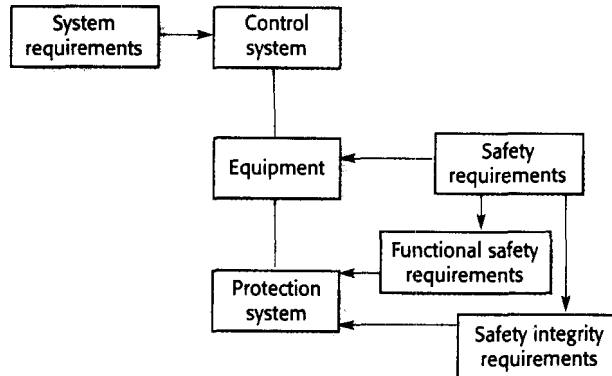 System
requirements
Control
system
Equipment
Safety
requirements
Functional safety
requirements
Protection
system
Safety integrity
requirements